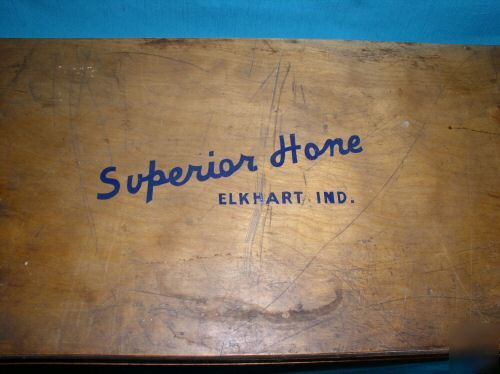 Superior Hone
ELKHART IND.